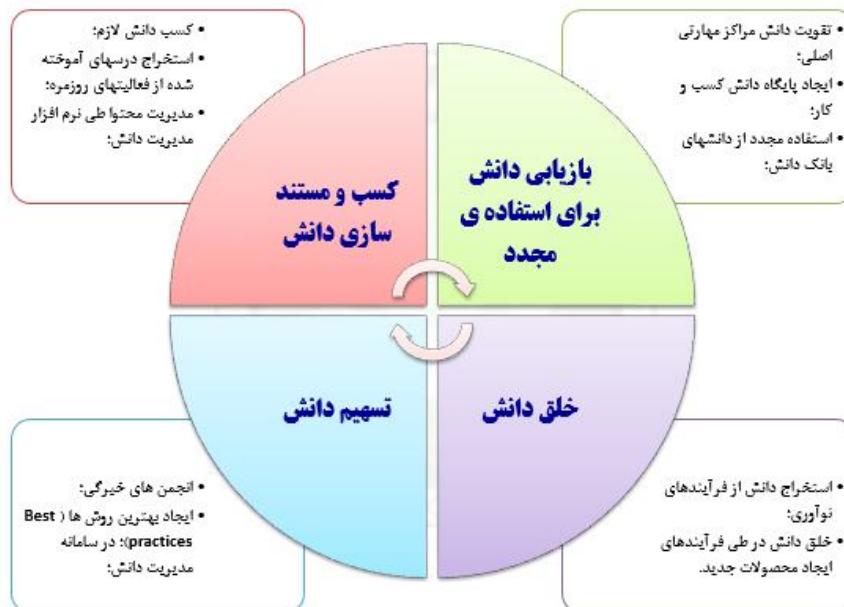 • تقویت دانش مراکز مهارتی
اصلی؛
• ایجاد پایگاه دانش کسب و
کار؛
• استفاده مجدد از دانشهای
بانک دانش؛
بازیابی دانش
برای استفاده ی
مجدد
• کسب دانش لازم؛
• استخراج درسهای آموخته
شده از فعالیتهای روزمره؛
• مدیریت محتوا طی نرم افزار
مدیریت دانش؛
کسب و مستند
سازی دانش
خلق دانش
• استخراج دانش از فرآیندهای
نوآوری؛
• خلق دانش در طی فرآیندهای
ایجاد محصولات جدید.
تسهیم دانش
• انجمن های خبرگی؛
• ایجاد بهترین روش ها ( Best
practices)؛ در سامانه
مدیریت دانش؛